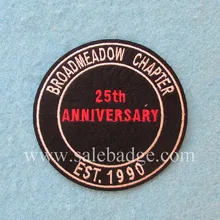 BROADMEADOW CHAPTER
25th
ANNIVERSARY
www.salebadge.com
EST. 1990